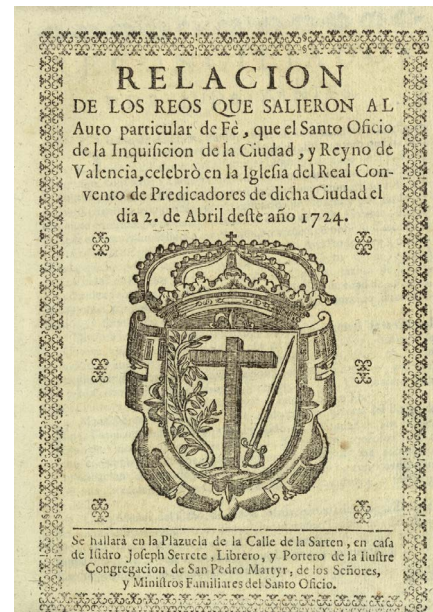 RELACION
DE LOS REOS QUE SALIERON AL
Auto particular de Fè, que el Santo Oficio
de la Inquisicion de la Ciudad, y Reyno de
Valencia, celebrò en la Iglesia del Real Con-
vento de Predicadores de dicha Ciudad el
dia 2. de Abril deste año 1724.
Se hallarà en la Plazuela de la Calle de la Sarten, en casa
de Isidro Joseph Serrete, Librero, y Portero de la Ilustre
Congregacion de San Pedro Martyr, de los Señores,
y Ministros Familiares del Santo Oficio.